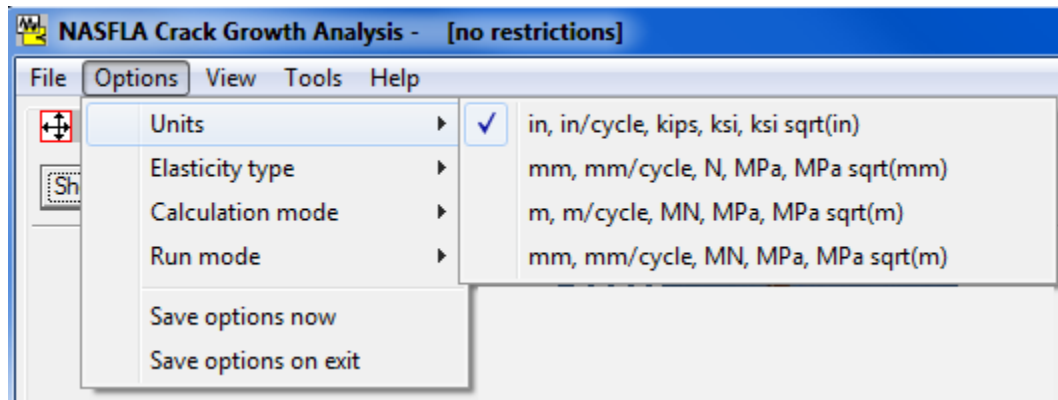 NASFLA Crack Growth Analysis - [no restrictions]
File Options View Tools Help
Units
in, in/cycle, kips, ksi, ksi sqrt(in)
Elasticity type
mm, mm/cycle, N, MPa, MPa sqrt(mm)
Sh
Calculation mode
m, m/cycle, MN, MPa, MPa sqrt(m)
Run mode
mm, mm/cycle, MN, MPa, MPa sqrt(m)
Save options now
Save options on exit